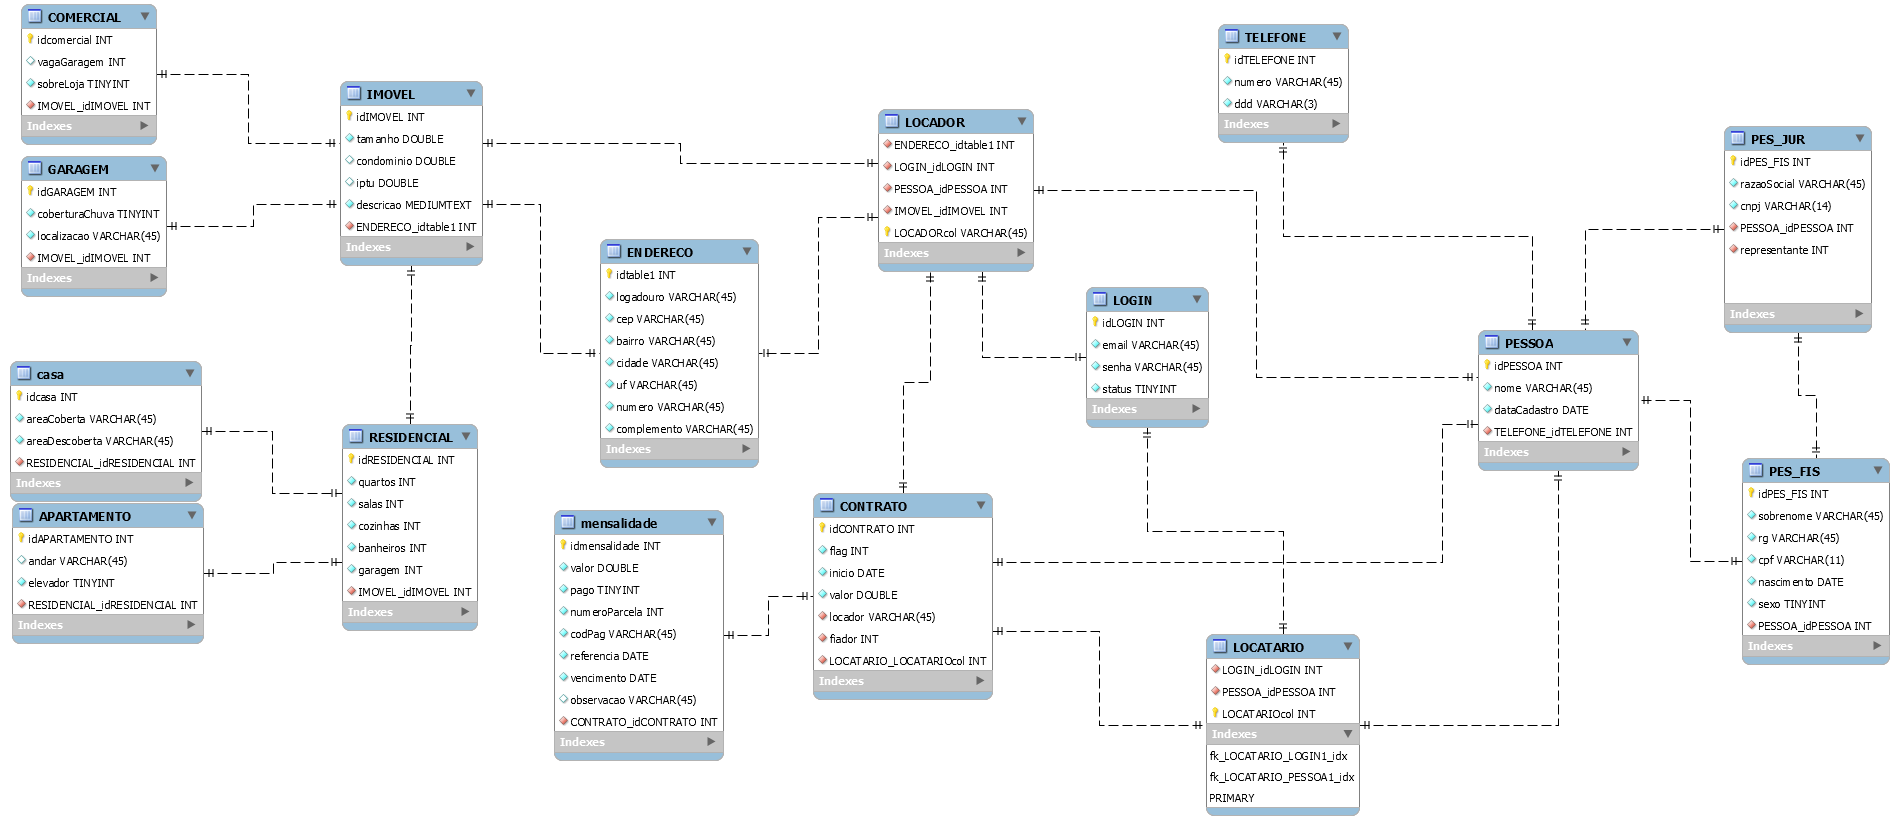 COMERCIAL
idcomercial INT
vagaGaragem INT
sobreLoja TINYINT
IMOVEL_idIMOVEL INT
Indexes
GARAGEM
idGARAGEM INT
coberturaChuva TINYINT
localizacao VARCHAR(45)
IMOVEL_idIMOVEL INT
Indexes
casa
idcasa INT
areaCoberta VARCHAR(45)
areaDescoberta VARCHAR(45)
RESIDENCIAL_idRESIDENCIAL INT
Indexes
APARTAMENTO
idAPARTAMENTO INT
andar VARCHAR(45)
elevador TINYINT
RESIDENCIAL_idRESIDENCIAL INT
Indexes
IMOVEL
idIMOVEL INT
tamanho DOUBLE
condominio DOUBLE
iptu DOUBLE
descricao MEDIUMTEXT
ENDERECO_idtable1 INT
Indexes
RESIDENCIAL
idRESIDENCIAL INT
quartos INT
salas INT
cozinhas INT
banheiros INT
garagem INT
IMOVEL_idIMOVEL INT
Indexes
ENDERECO
idtable1 INT
logadouro VARCHAR(45)
cep VARCHAR(45)
bairro VARCHAR(45)
cidade VARCHAR(45)
uf VARCHAR(45)
numero VARCHAR(45)
complemento VARCHAR(45)
Indexes
mensalidade
idmensalidade INT
valor DOUBLE
pago TINYINT
numeroParcela INT
codPag VARCHAR(45)
referencia DATE
vencimento DATE
observacao VARCHAR(45)
CONTRATO_idCONTRATO INT
Indexes
LOCADOR
ENDERECO_idtable1 INT
LOGIN_idLOGIN INT
PESSOA_idPESSOA INT
IMOVEL_idIMOVEL INT
LOCADORcol VARCHAR(45)
Indexes
CONTRATO
idCONTRATO INT
flag INT
inicio DATE
valor DOUBLE
locador VARCHAR(45)
fiador INT
LOCATARIO_LOCATARIOcol INT
Indexes
LOGIN
idLOGIN INT
email VARCHAR(45)
senha VARCHAR(45)
status TINYINT
Indexes
TELEFONE
idTELEFONE INT
numero VARCHAR(45)
ddd VARCHAR(3)
Indexes
LOCATARIO
LOGIN_idLOGIN INT
PESSOA_idPESSOA INT
LOCATARIOcol INT
Indexes
fk_LOCATARIO_LOGIN1_idx
fk_LOCATARIO_PESSOA1_idx
PRIMARY
PESSOA
idPESSOA INT
nome VARCHAR(45)
dataCadastro DATE
TELEFONE_idTELEFONE INT
Indexes
PES_JUR
idPES_FIS INT
razaoSocial VARCHAR(45)
cnpj VARCHAR(14)
PESSOA_idPESSOA INT
representante INT
Indexes
PES_FIS
idPES_FIS INT
sobrenome VARCHAR(45)
rg VARCHAR(45)
cpf VARCHAR(11)
nascimento DATE
sexo TINYINT
PESSOA_idPESSOA INT
Indexes